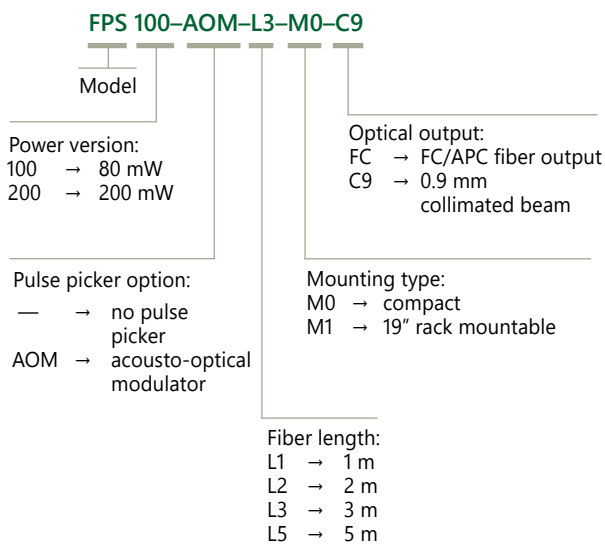 FPS 100–AOM–L3–M0–C9
Model
Power version:
100 → 80 mW
200 → 200 mW
Optical output:
FC → FC/APC fiber output
C9 → 0.9 mm
collimated beam
Pulse picker option:
— → no pulse
picker
AOM → acousto-optical
modulator
Mounting type:
M0 → compact
M1 → 19″ rack mountable
Fiber length:
L1 → 1 m
L2 → 2 m
L3 → 3 m
L5 → 5 m